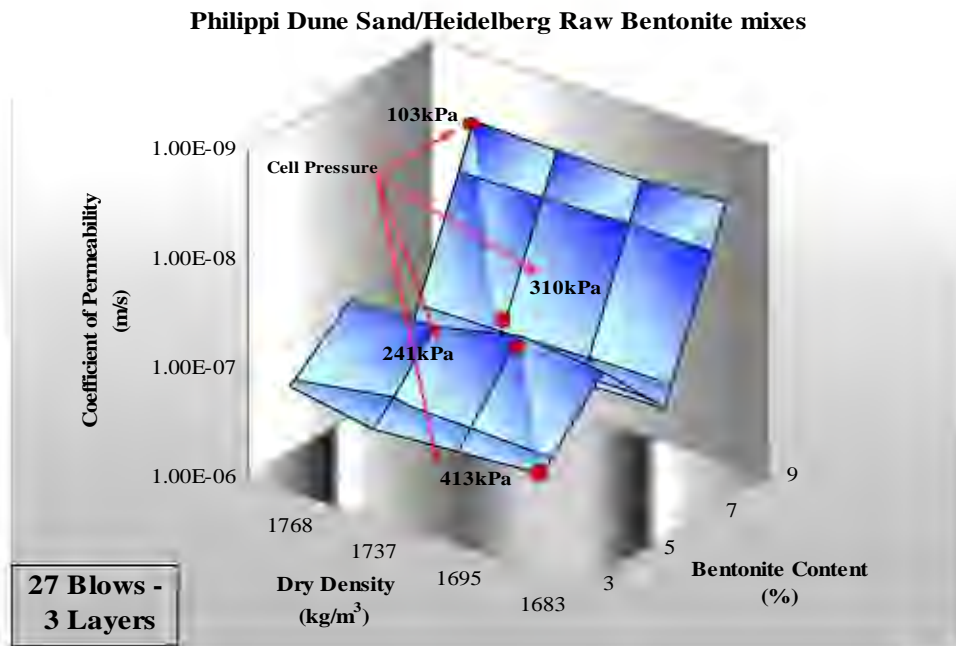 Philippi Dune Sand/Heidelberg Raw Bentonite mixes
103kPa
1.00E-09
Cell Pressure
Coefficient of Permeability
(m/s)
1.00E-08
310kPa
241kPa
1.00E-07
413kPa
1.00E-06
9
7
5
3
1768
1737
1695
1683
Dry Density
(kg/m³)
Bentonite Content
(%)
27 Blows -
3 Layers